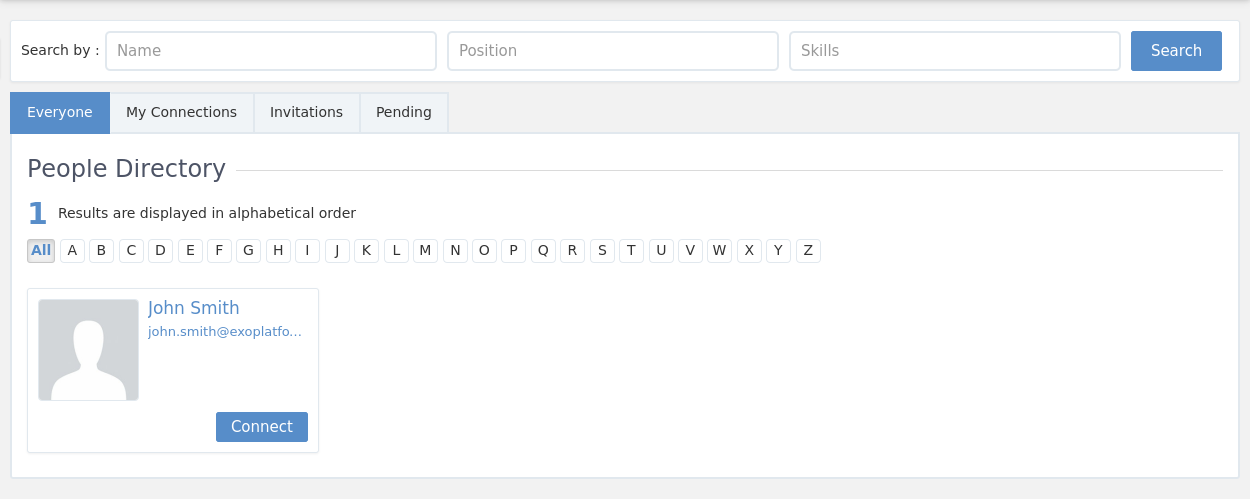 Search by : Name Position Skills Search
Everyone My Connections Invitations Pending
People Directory
1 Results are displayed in alphabetical order
All A B C D E F G H I J K L M N O P Q R S T U V W X Y Z
John Smith
john.smith@exoplatfo...
Connect